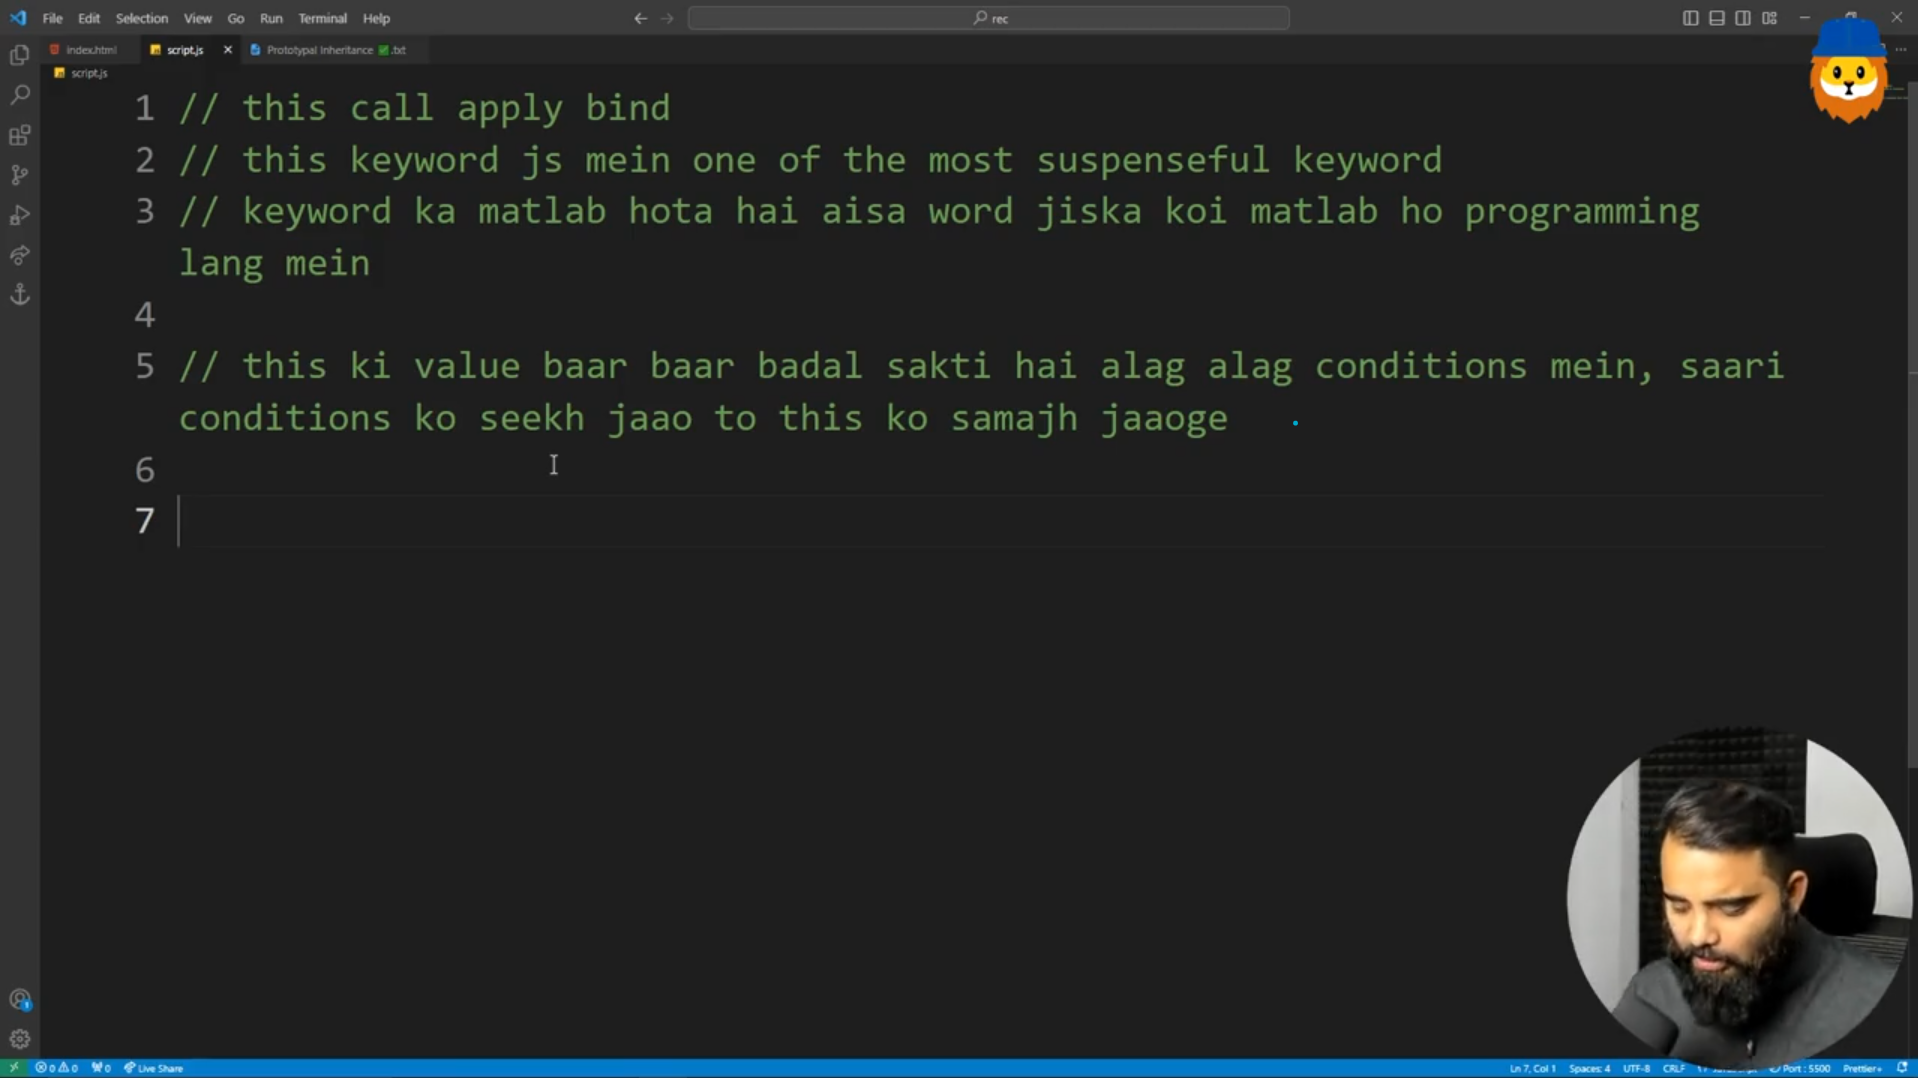 File Edit Selection View Go Run Terminal Help
rec
index.html script.js Prototypal Inheritance .txt
script.js
1 // this call apply bind
2 // this keyword js mein one of the most suspenseful keyword
3 // keyword ka matlab hota hai aisa word jiska koi matlab ho programming
lang mein
4
5 // this ki value baar baar badal sakti hai alag alag conditions mein, saari
conditions ko seekh jaao to this ko samajh jaaoge
6
7
0 0 0 Live Share Ln 7, Col 1 Spaces: 4 UTF-8 CRLF Port : 5500 Prettier+